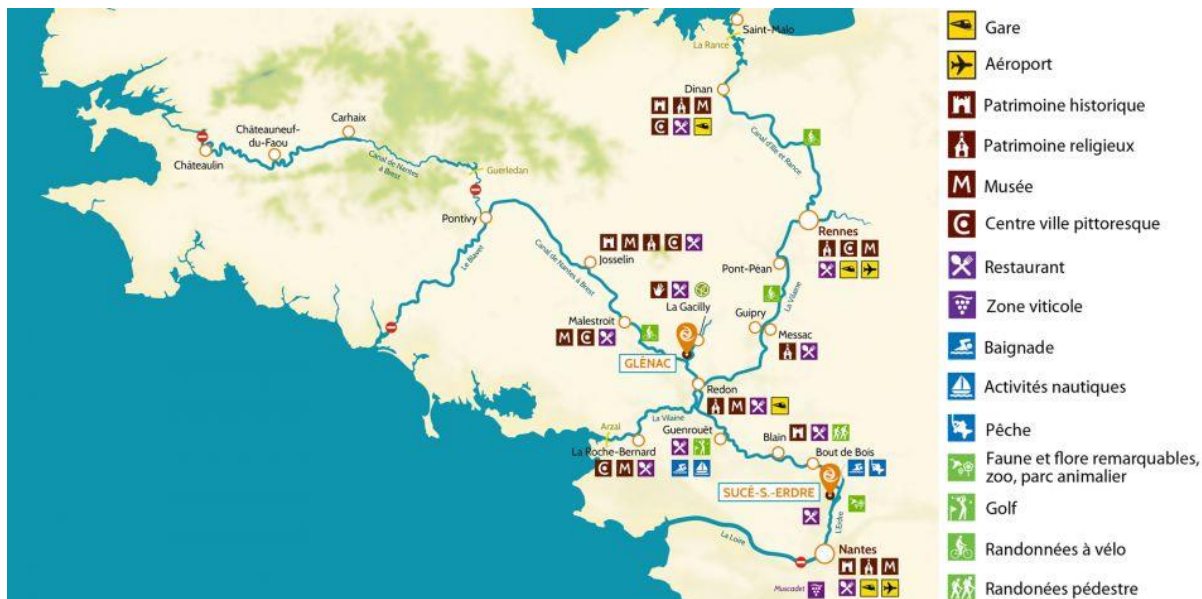 Saint-Malo
La Rance
Dinan
Canal d'Ille et Rance
Carhaix
Châteauneuf-
du-Faou
Châteaulin
Canal de Nantes
à Brest
Guerledan
Pontivy
Le Blavet
Canal de Nantes à Brest
Josselin
Rennes
Pont-Péan
La Vilaine
La Gacilly
Guipry
Messac
Malestroit
GLÉNAC
Redon
La Vilaine
Arzal
La Roche-Bernard
Guenrouët
Blain
Bout de Bois
SUCÉ-S.-ERDRE
L'Erdre
La Loire
Nantes
Muscadet
Gare
Aéroport
Patrimoine historique
Patrimoine religieux
M Musée
Centre ville pittoresque
Restaurant
Zone viticole
Baignade
Activités nautiques
Pêche
Faune et flore remarquables,
zoo, parc animalier
Golf
Randonnées à vélo
Randonées pédestre